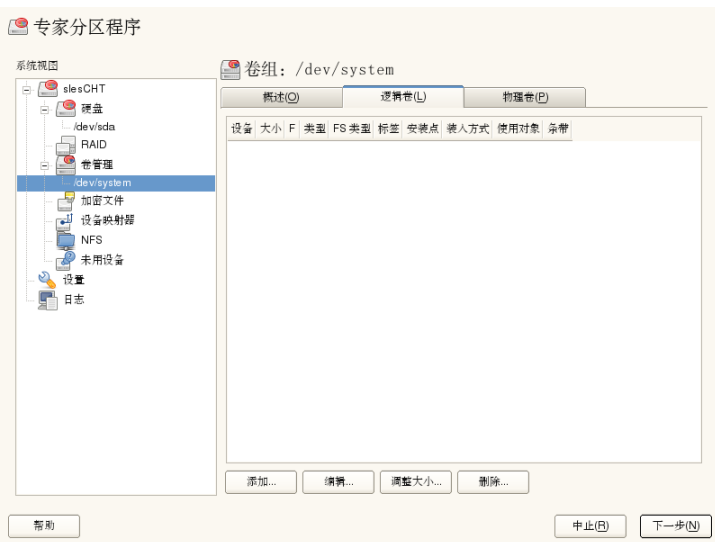 专家分区程序
系统视图
slesCHT
硬盘
/dev/sda
RAID
卷管理
/dev/system
加密文件
设备映射器
NFS
未用设备
设置
日志
卷组：/dev/system
概述(O) 逻辑卷(L) 物理卷(P)
设备 大小 F 类型 FS 类型 标签 安装点 装入方式 使用对象 条带
添加... 编辑... 调整大小... 删除...
帮助 中止(R) 下一步(N)